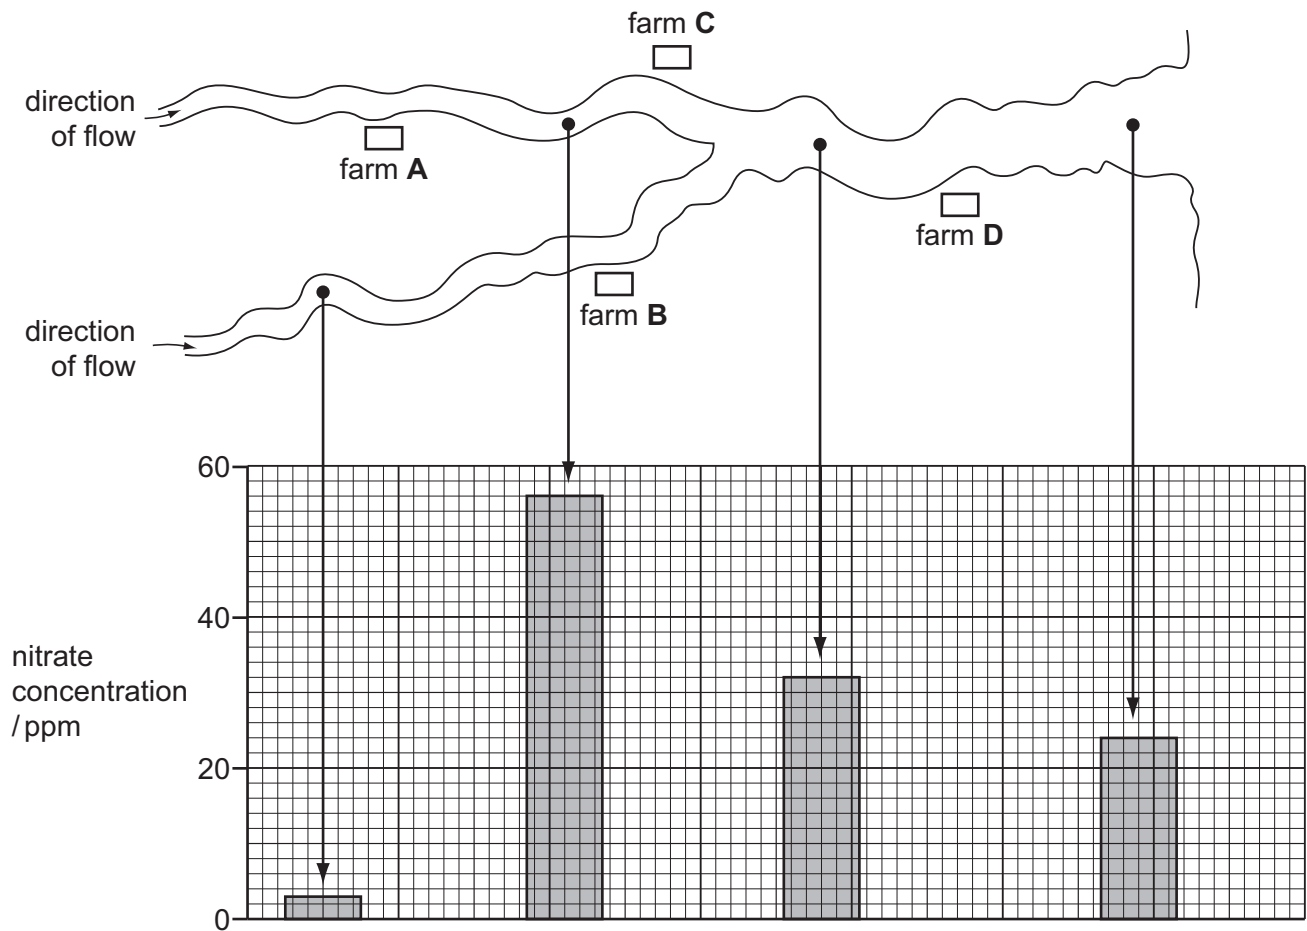 farm C
direction
of flow
farm A
farm D
farm B
direction
of flow
60
40
nitrate
concentration
/ ppm
20
0